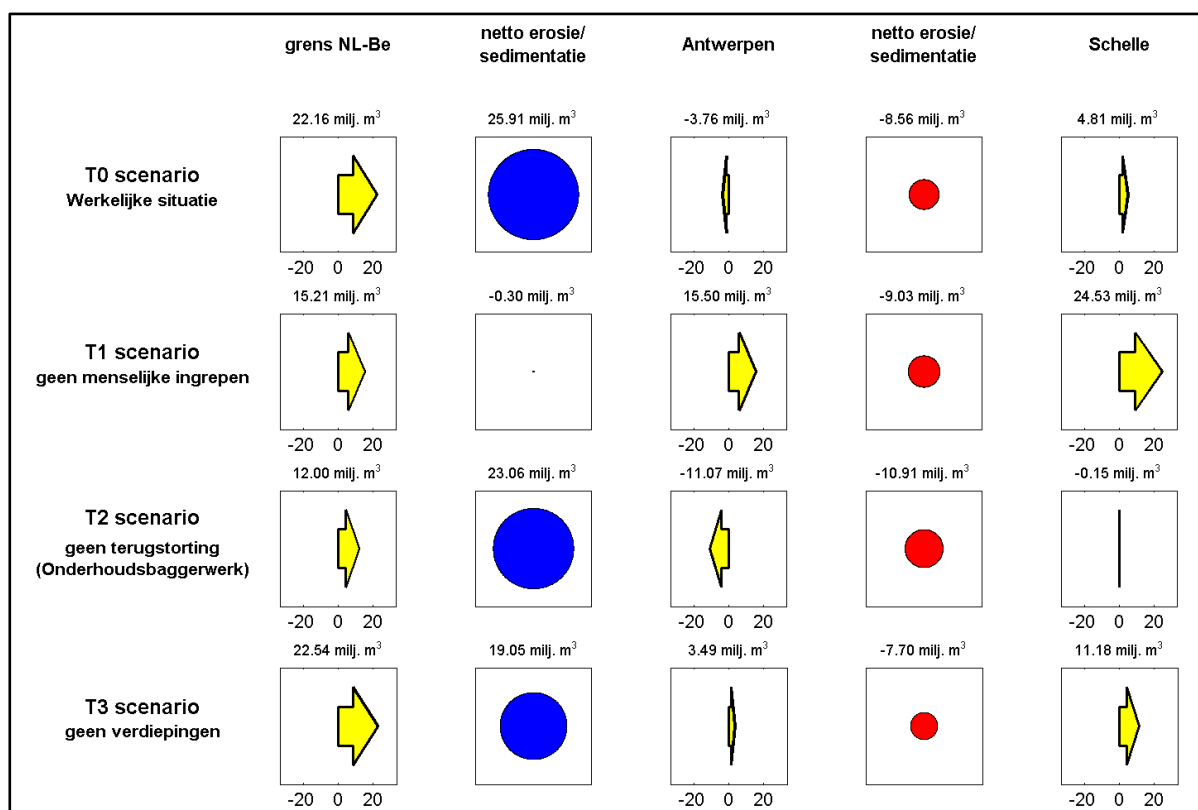 grens NL-Be
netto erosie/
sedimentatie
Antwerpen
netto erosie/
sedimentatie
Schelle
T0 scenario
Werkelijke situatie
22.16 milj. m³
25.91 milj. m³
-3.76 milj. m³
-8.56 milj. m³
4.81 milj. m³
-20 0 20
-20 0 20
-20 0 20
T1 scenario
geen menselijke ingrepen
15.21 milj. m³
-0.30 milj. m³
15.50 milj. m³
-9.03 milj. m³
24.53 milj. m³
-20 0 20
-20 0 20
-20 0 20
T2 scenario
geen terugstorting
(Onderhoudsbaggerwerk)
12.00 milj. m³
23.06 milj. m³
-11.07 milj. m³
-10.91 milj. m³
-0.15 milj. m³
-20 0 20
-20 0 20
-20 0 20
T3 scenario
geen verdiepingen
22.54 milj. m³
19.05 milj. m³
3.49 milj. m³
-7.70 milj. m³
11.18 milj. m³
-20 0 20
-20 0 20
-20 0 20